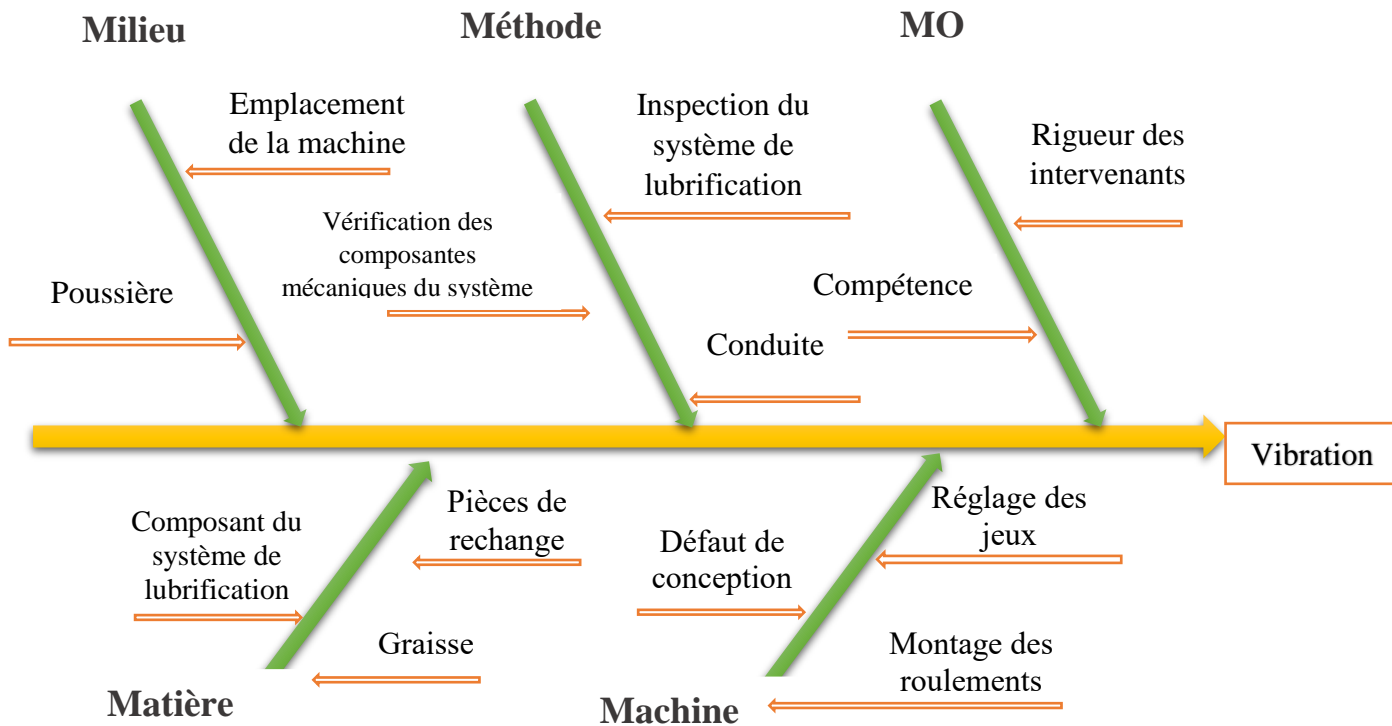 Milieu
Méthode
MO
Emplacement
de la machine
Inspection du
système de
lubrification
Rigueur des
intervenants
Vérification des
composantes
mécaniques du système
Poussière
Compétence
Conduite
Vibration
Composant du
système de
lubrification
Pièces de
rechange
Graisse
Défaut de
conception
Réglage des
jeux
Montage des
roulements
Matière
Machine